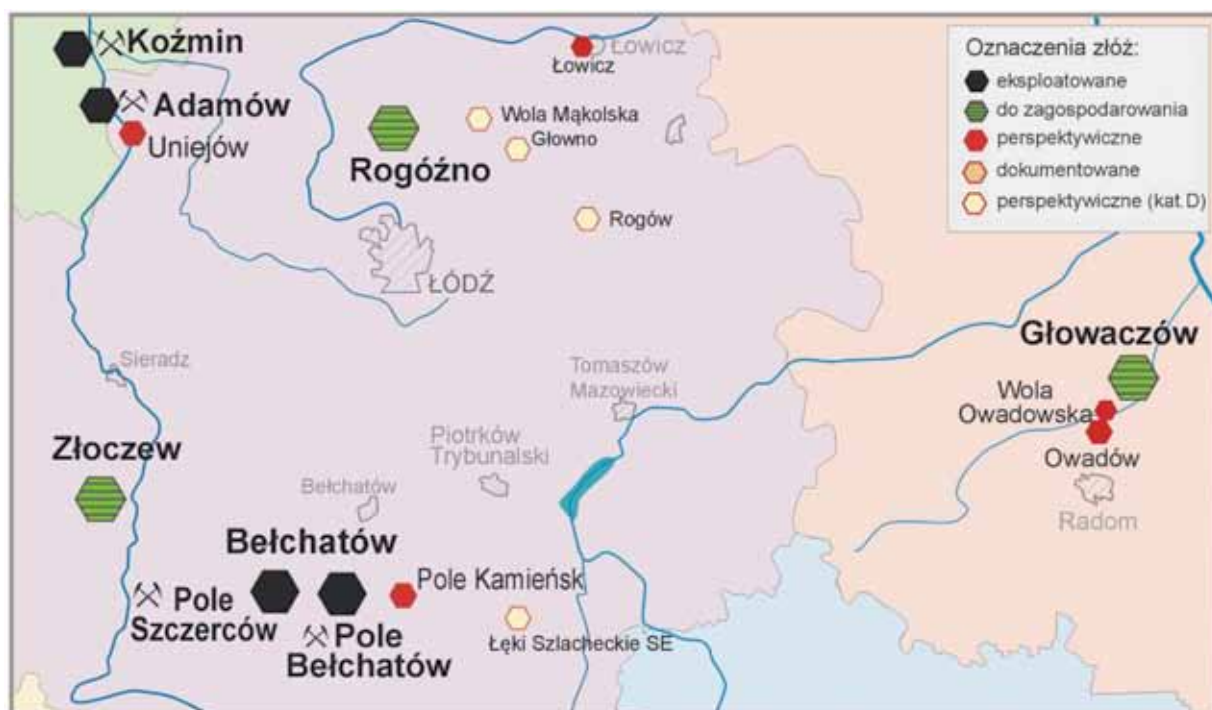 Koźmin
Adamów
Uniejów
Rogóźno
Łowicz
Łowicz
Wola Mąkolska
Głowno
Rogów
ŁÓDŹ
Oznaczenia złóż:
eksploatowane
do zagospodarowania
perspektywiczne
dokumentowane
perspektywiczne (kat.D)
Sieradz
Tomaszów
Mazowiecki
Głowaczów
Wola
Owadowska
Owadów
Radom
Złoczew
Piotrków
Trybunalski
Bełchatów
Bełchatów
Pole Kamieńsk
Pole
Szczerców
Pole
Bełchatów
Łęki Szlacheckie SE